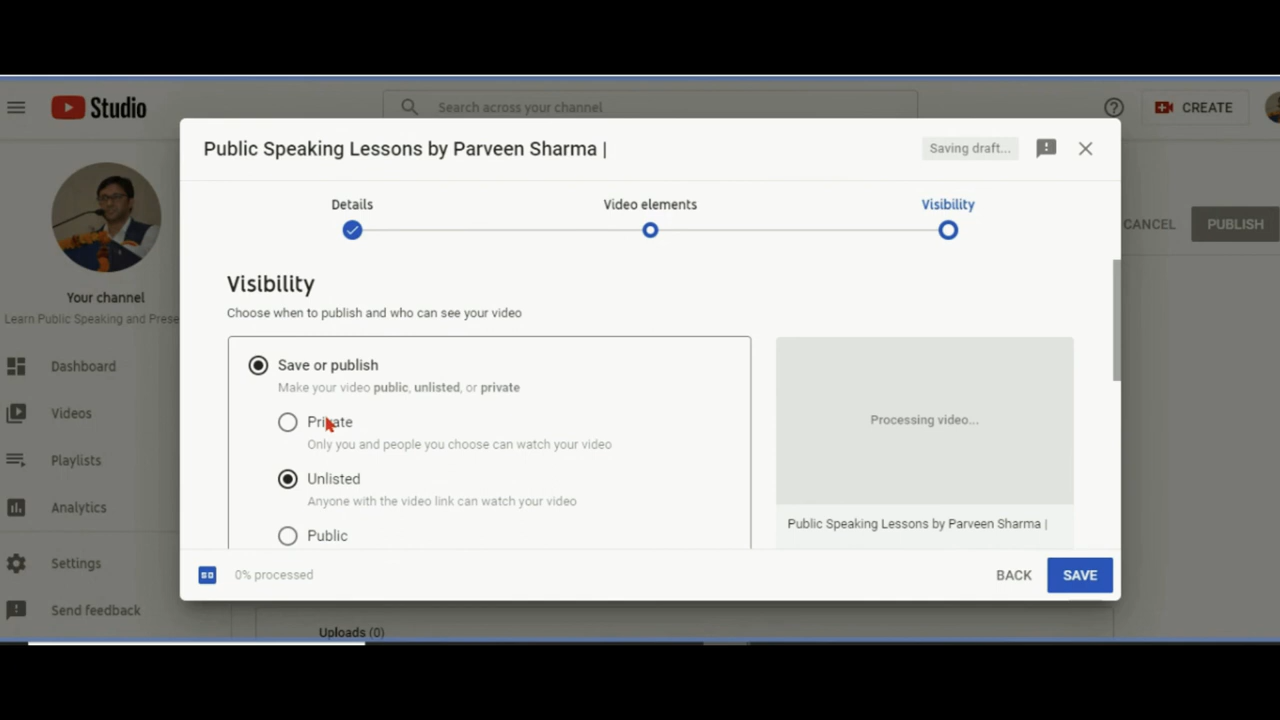 Studio
Search across your channel
CREATE
Public Speaking Lessons by Parveen Sharma |
Saving draft...
Details
Video elements
Visibility
CANCEL
PUBLISH
Your channel
Learn Public Speaking and Prese
Dashboard
Videos
Playlists
Analytics
Settings
Send feedback
Visibility
Choose when to publish and who can see your video
Save or publish
Make your video public, unlisted, or private
Private
Only you and people you choose can watch your video
Unlisted
Anyone with the video link can watch your video
Public
Processing video...
Public Speaking Lessons by Parveen Sharma |
SD
0% processed
BACK
SAVE
Uploads (0)